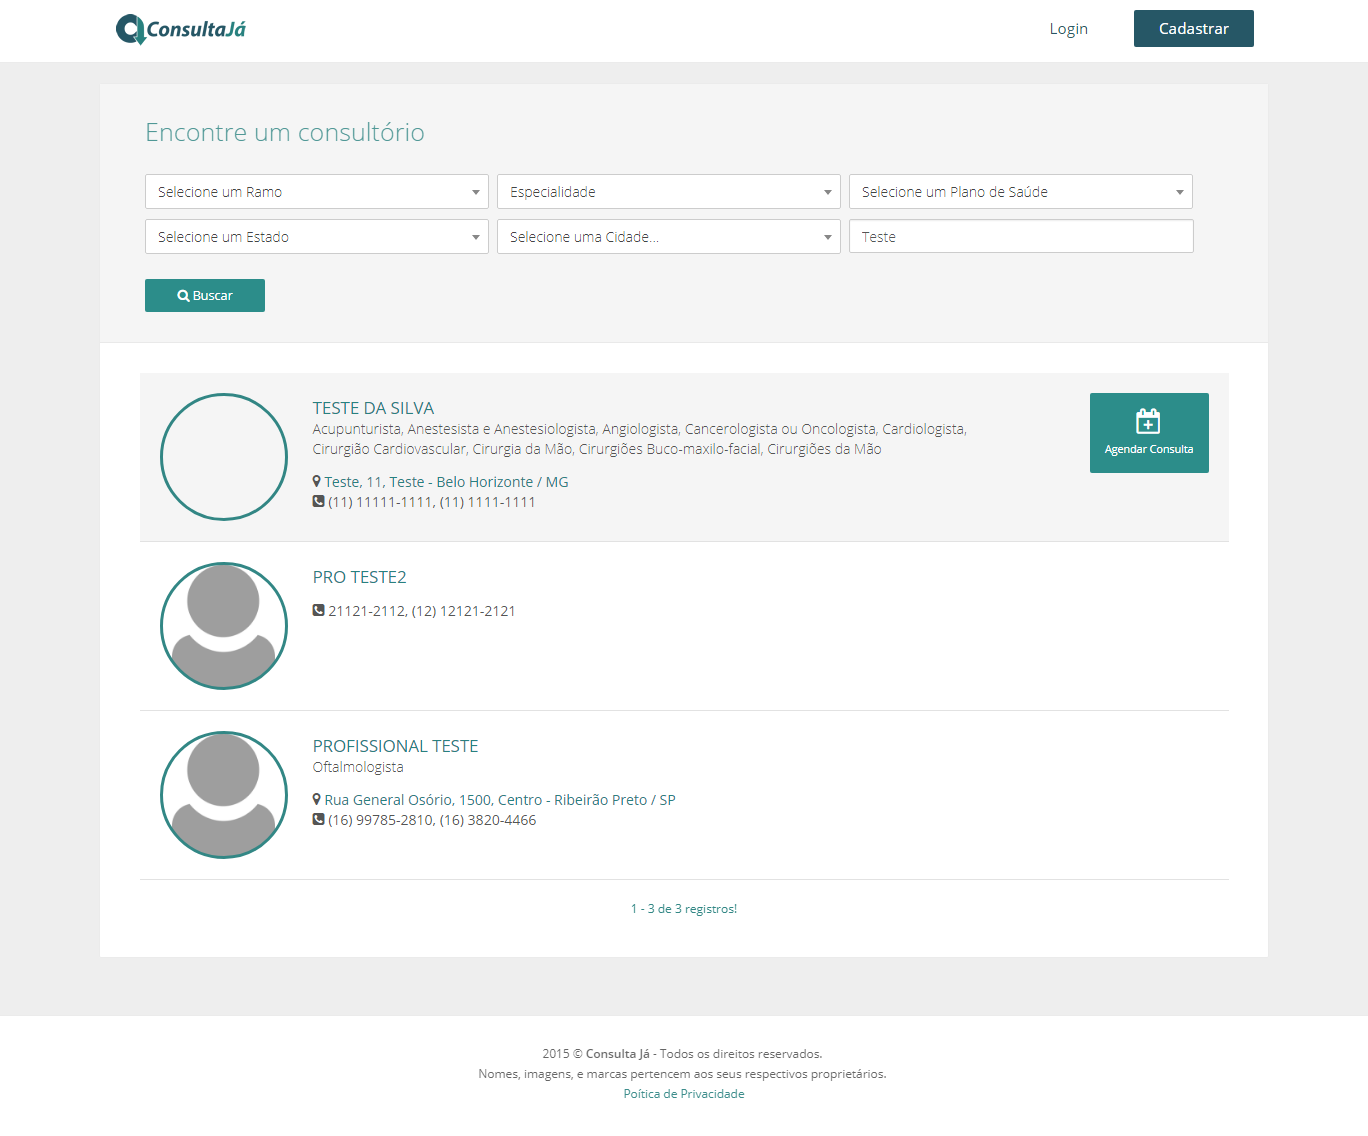 ConsultaJá
Login
Cadastrar
Encontre um consultório
Selecione um Ramo
Especialidade
Selecione um Plano de Saúde
Selecione um Estado
Selecione uma Cidade...
Teste
Buscar
TESTE DA SILVA
Acupunturista, Anestesista e Anestesiologista, Angiologista, Cancerologista ou Oncologista, Cardiologista,
Cirurgião Cardiovascular, Cirurgia da Mão, Cirurgiões Buco-maxilo-facial, Cirurgiões da Mão
Teste, 11, Teste - Belo Horizonte / MG
(11) 11111-1111, (11) 1111-1111
Agendar Consulta
PRO TESTE2
21121-2112, (12) 12121-2121
PROFISSIONAL TESTE
Oftalmologista
Rua General Osório, 1500, Centro - Ribeirão Preto / SP
(16) 99785-2810, (16) 3820-4466
1 - 3 de 3 registros!
2015 © Consulta Já - Todos os direitos reservados.
Nomes, imagens, e marcas pertencem aos seus respectivos proprietários.
Poítica de Privacidade